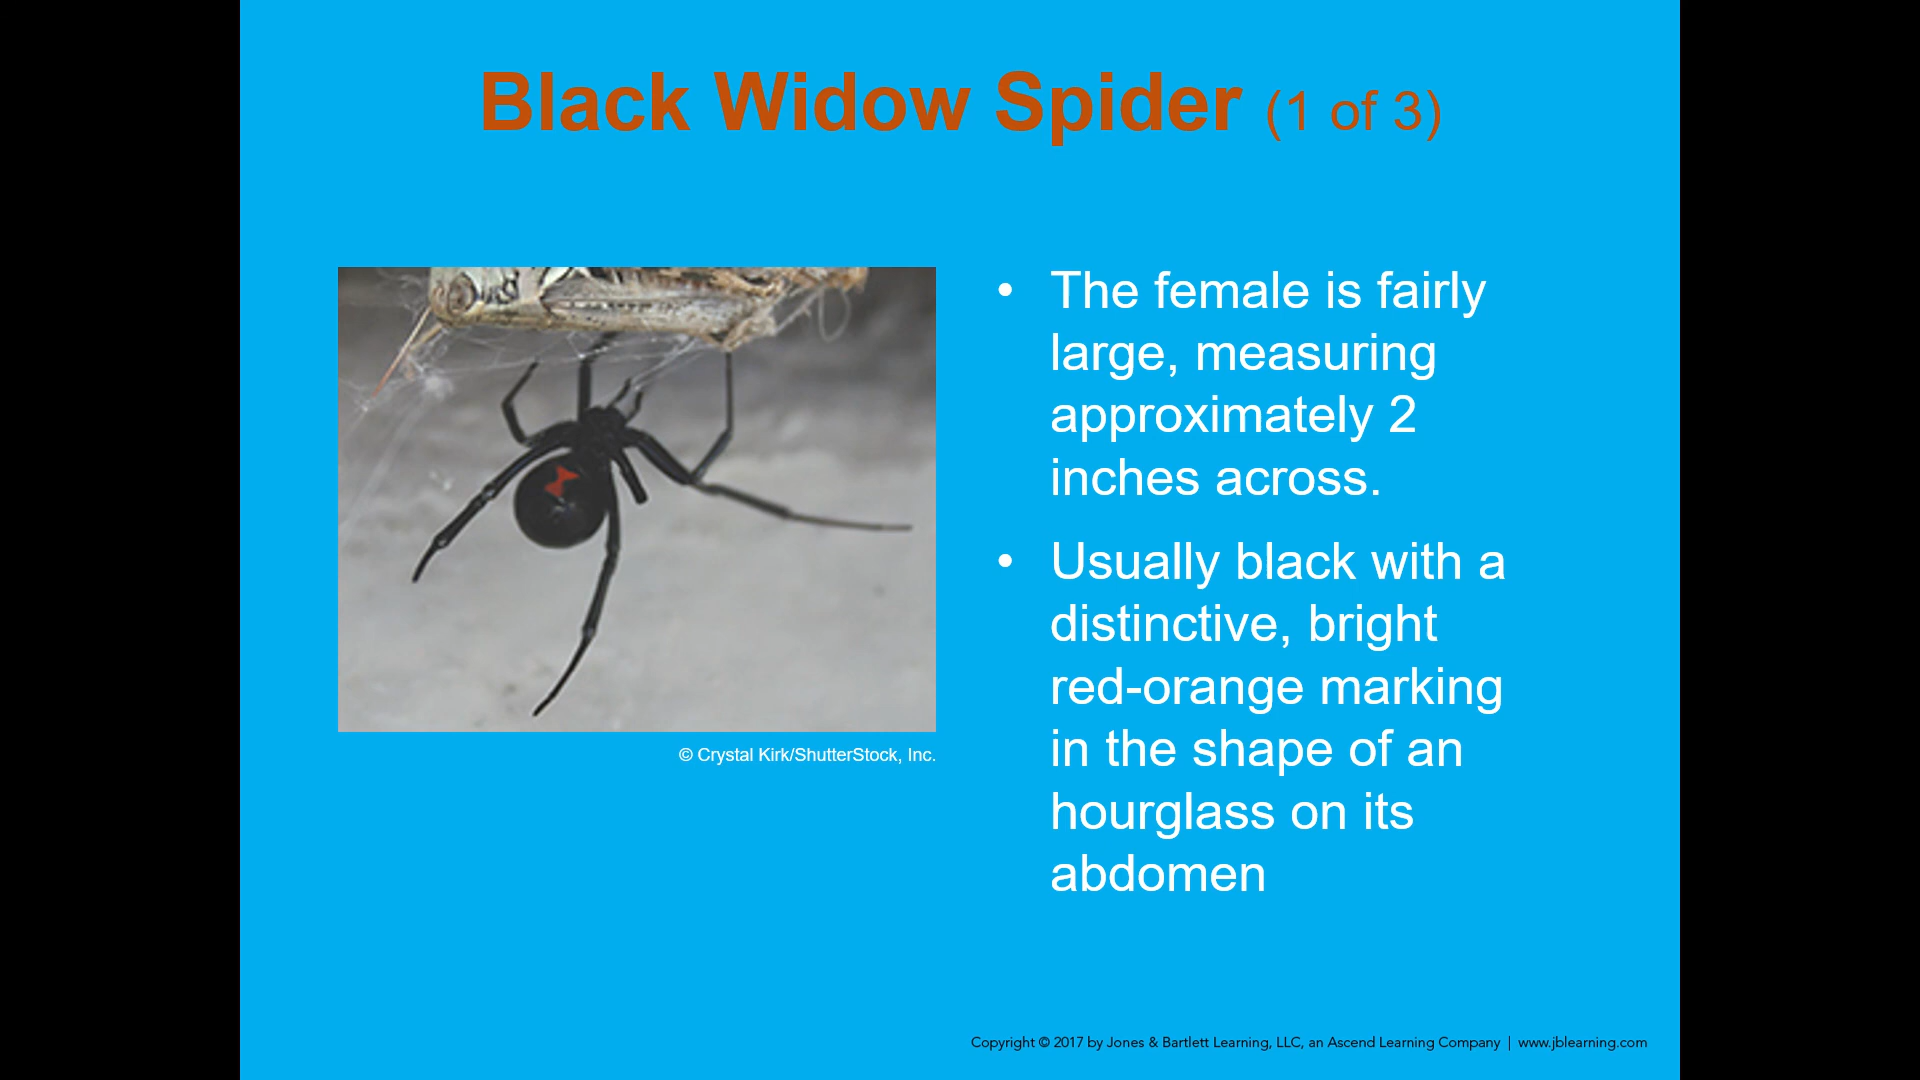 Black Widow Spider (1 of 3)
• The female is fairly
large, measuring
approximately 2
inches across.
• Usually black with a
distinctive, bright
red-orange marking
in the shape of an
hourglass on its
abdomen
© Crystal Kirk/ShutterStock, Inc.
Copyright © 2017 by Jones & Bartlett Learning, LLC, an Ascend Learning Company | www.jblearning.com